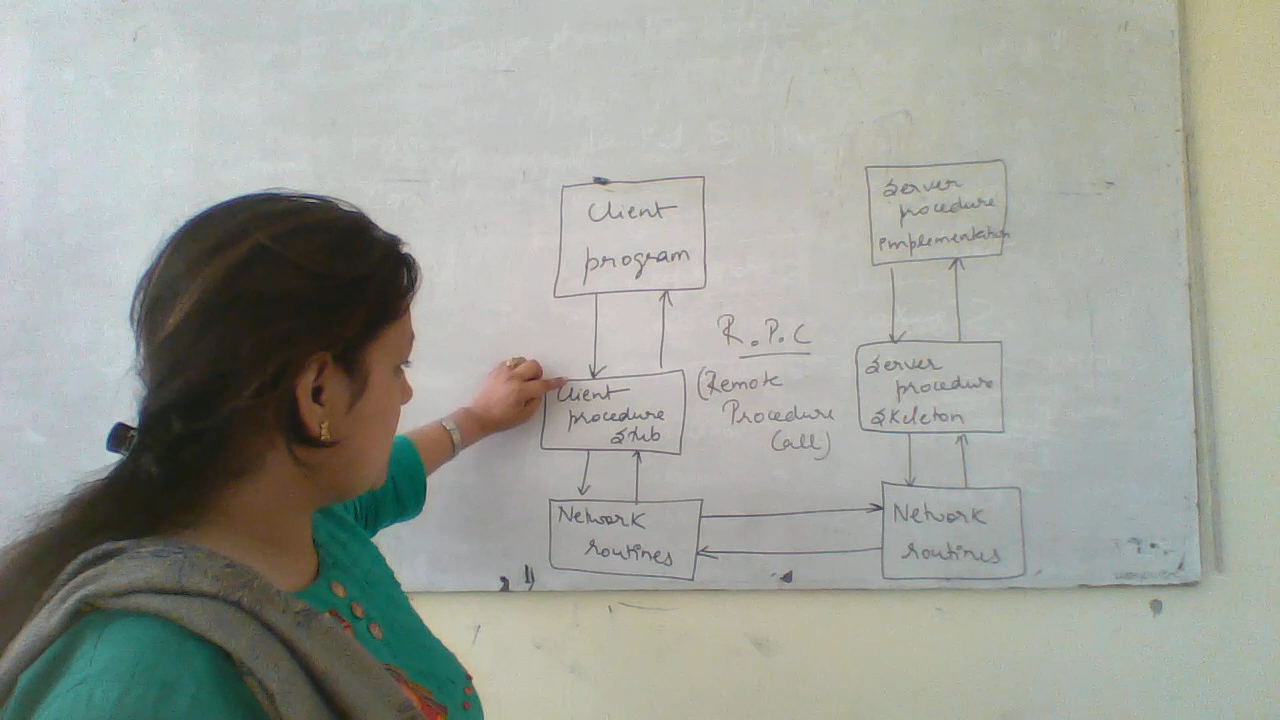 Client
program
Server
procedure
implementation
R.P.C
(Remote
Procedure
Call)
Client
procedure
Stub
Server
procedure
Skeleton
Network
routines
Network
routines